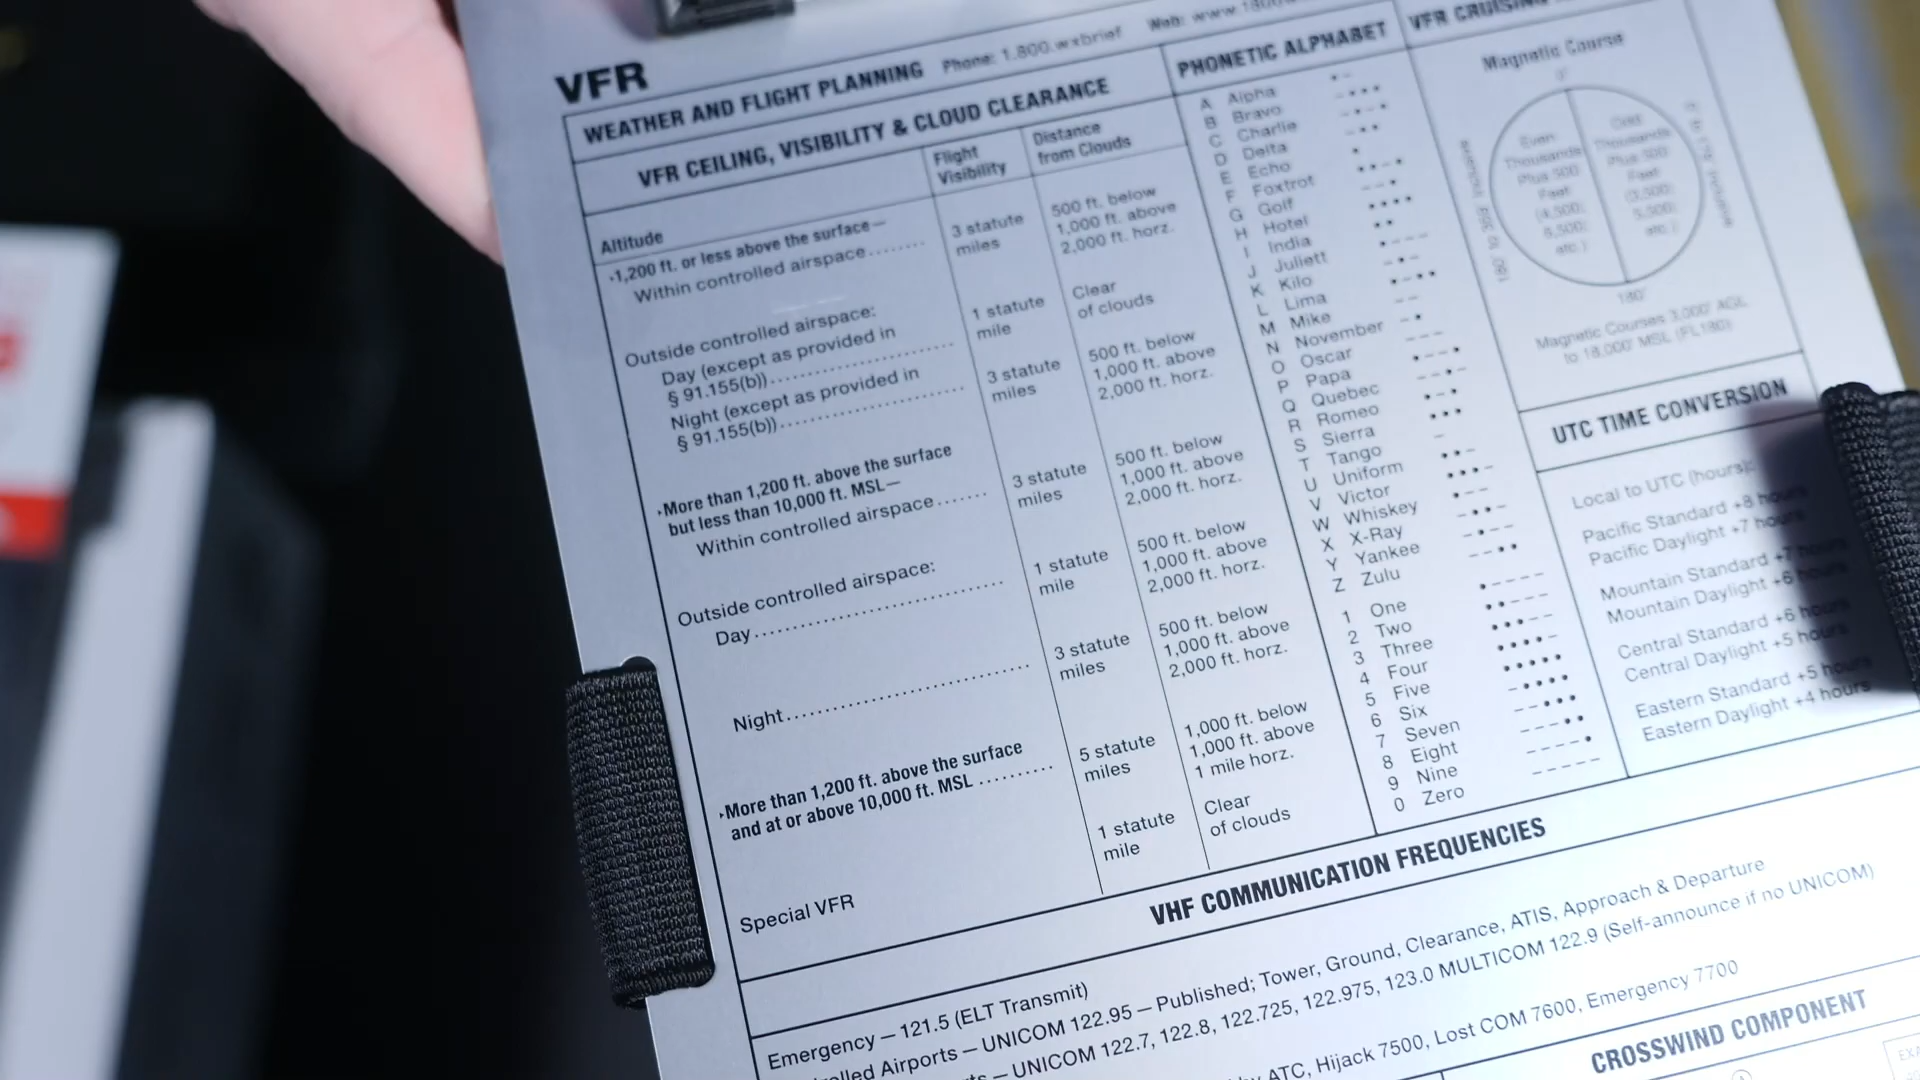 VFR
WEATHER AND FLIGHT PLANNING Phone: 1.800.wxbrief Web: www.1800
VFR CEILING, VISIBILITY & CLOUD CLEARANCE
Altitude
Flight
Visibility
Distance
from Clouds
•1,200 ft. or less above the surface—
Within controlled airspace........
3 statute
miles
500 ft. below
1,000 ft. above
2,000 ft. horz.
Outside controlled airspace:
Day (except as provided in
§ 91.155(b))..............................
1 statute
mile
Clear
of clouds
Night (except as provided in
§ 91.155(b))..............................
3 statute
miles
500 ft. below
1,000 ft. above
2,000 ft. horz.
•More than 1,200 ft. above the surface
but less than 10,000 ft. MSL—
Within controlled airspace........
3 statute
miles
500 ft. below
1,000 ft. above
2,000 ft. horz.
Outside controlled airspace:
Day........................................
1 statute
mile
500 ft. below
1,000 ft. above
2,000 ft. horz.
Night.......................................
3 statute
miles
500 ft. below
1,000 ft. above
2,000 ft. horz.
•More than 1,200 ft. above the surface
and at or above 10,000 ft. MSL ...........
5 statute
miles
1,000 ft. below
1,000 ft. above
1 mile horz.
Special VFR
1 statute
mile
Clear
of clouds
PHONETIC ALPHABET
A Alpha •–
B Bravo –•••
C Charlie –•–•
D Delta –••
E Echo •
F Foxtrot ••–•
G Golf ––•
H Hotel ••••
I India ••
J Juliett •–––
K Kilo –•–
L Lima •–••
M Mike ––
N November –•
O Oscar –––
P Papa •––•
Q Quebec ––•–
R Romeo •–•
S Sierra •••
T Tango –
U Uniform ••–
V Victor •••–
W Whiskey •––
X X-Ray –••–
Y Yankee –•––
Z Zulu ––••
1 One •––––
2 Two ••–––
3 Three •••––
4 Four ••••–
5 Five •••••
6 Six –••••
7 Seven ––•••
8 Eight –––••
9 Nine ––––•
0 Zero –––––
VFR CRUISING
Magnetic Course
0°
Even
Thousands
Plus 500
Feet
(4,500;
6,500;
etc.)
Odd
Thousands
Plus 500'
Feet
(3,500;
5,500;
etc.)
180°
Magnetic Courses 3,000' AGL
to 18,000' MSL (FL180)
UTC TIME CONVERSION
Local to UTC (hours):
Pacific Standard +8 hours
Pacific Daylight +7 hours
Mountain Standard +7 hours
Mountain Daylight +6 hours
Central Standard +6 hours
Central Daylight +5 hours
Eastern Standard +5 hours
Eastern Daylight +4 hours
VHF COMMUNICATION FREQUENCIES
Emergency – 121.5 (ELT Transmit)
olled Airports – UNICOM 122.95 – Published; Tower, Ground, Clearance, ATIS, Approach & Departure
ts – UNICOM 122.7, 122.8, 122.725, 122.975, 123.0 MULTICOM 122.9 (Self-announce if no UNICOM)
ATC, Hijack 7500, Lost COM 7600, Emergency 7700
CROSSWIND COMPONENT